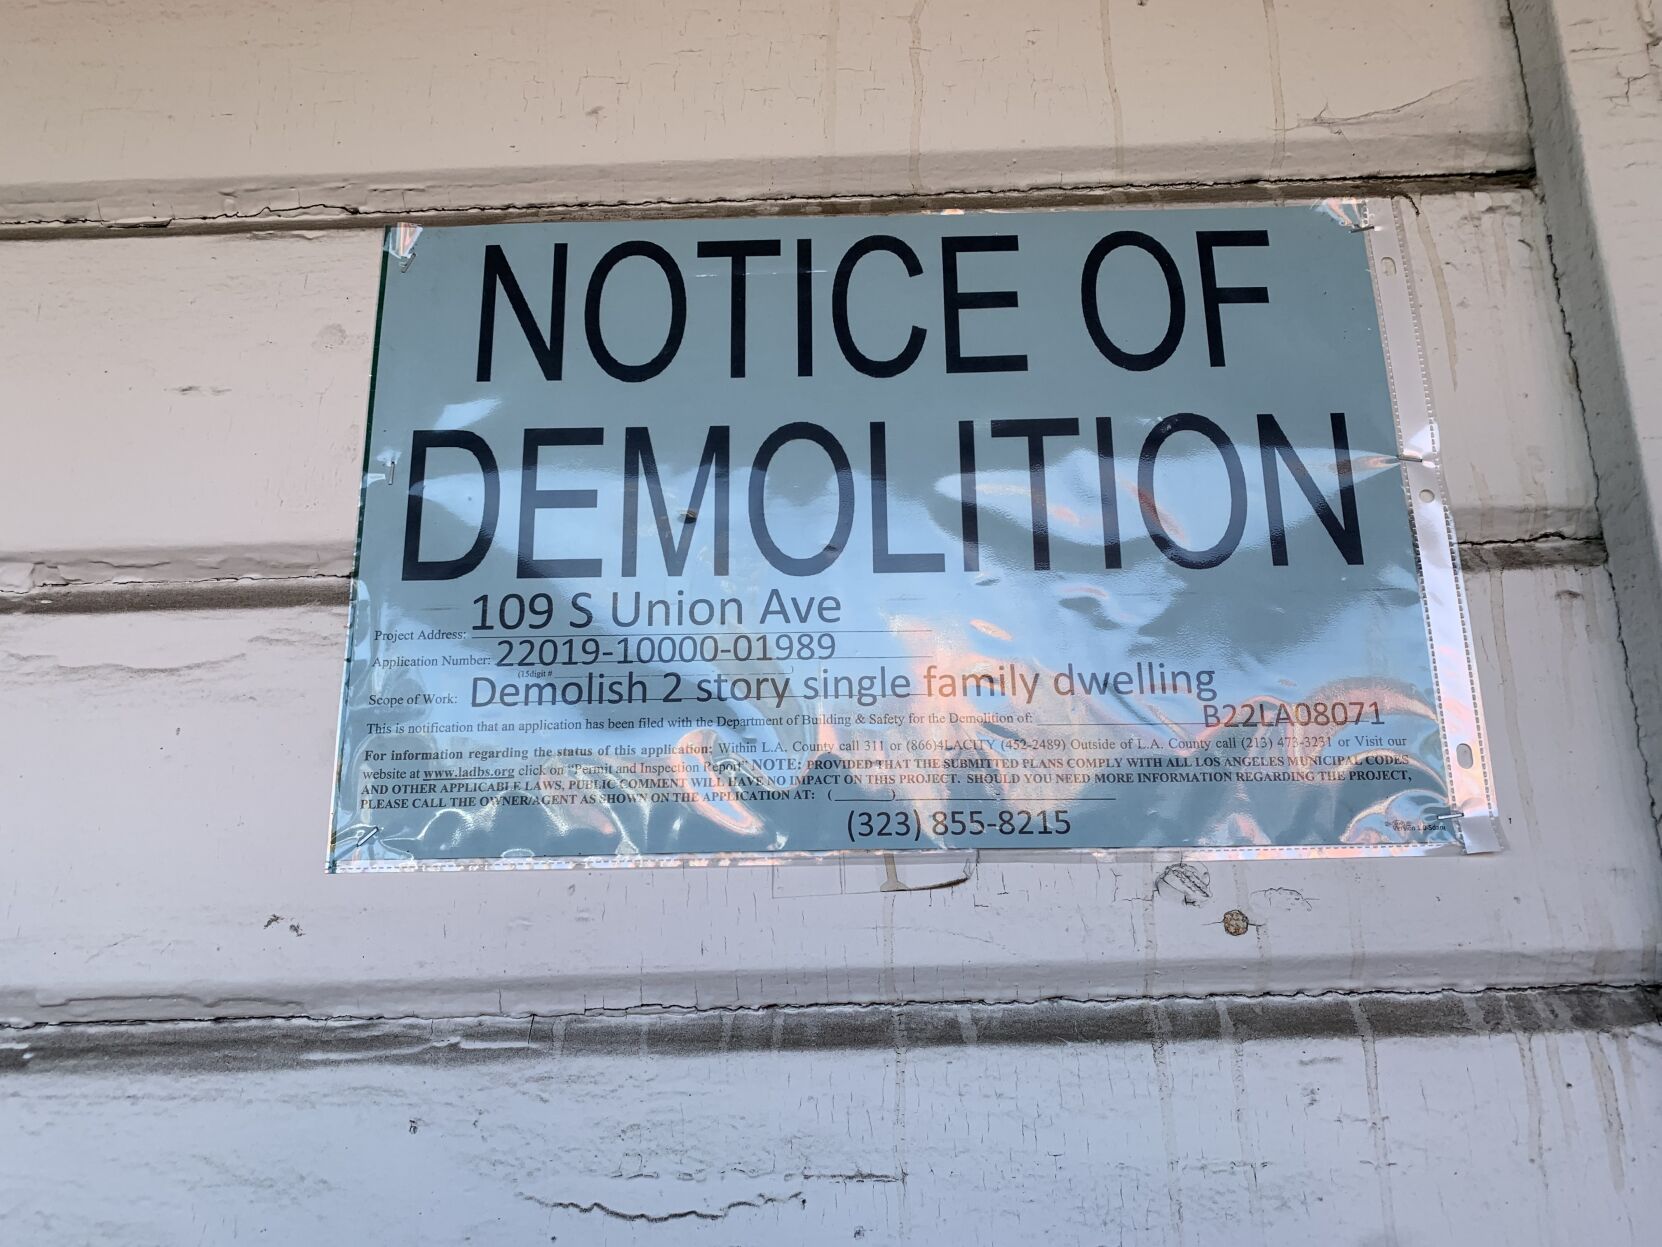 NOTICE OF
DEMOLITION
Project Address: 109 S Union Ave
Application Number: 22019-10000-01989
(15digit #
Scope of Work: Demolish 2 story single family dwelling
This is notification that an application has been filed with the Department of Building & Safety for the Demolition of: B22LA08071
For information regarding the status of this application: Within L.A. County call 311 or (866)4LACITY (452-2489) Outside of L.A. County call (213) 473-3231 or Visit our
website at www.ladbs.org click on "Permit and Inspection Report" NOTE: PROVIDED THAT THE SUBMITTED PLANS COMPLY WITH ALL LOS ANGELES MUNICIPAL CODES
AND OTHER APPLICABLE LAWS, PUBLIC COMMENT WILL HAVE NO IMPACT ON THIS PROJECT. SHOULD YOU NEED MORE INFORMATION REGARDING THE PROJECT,
PLEASE CALL THE OWNER/AGENT AS SHOWN ON THE APPLICATION AT: (________)________-________
(323) 855-8215